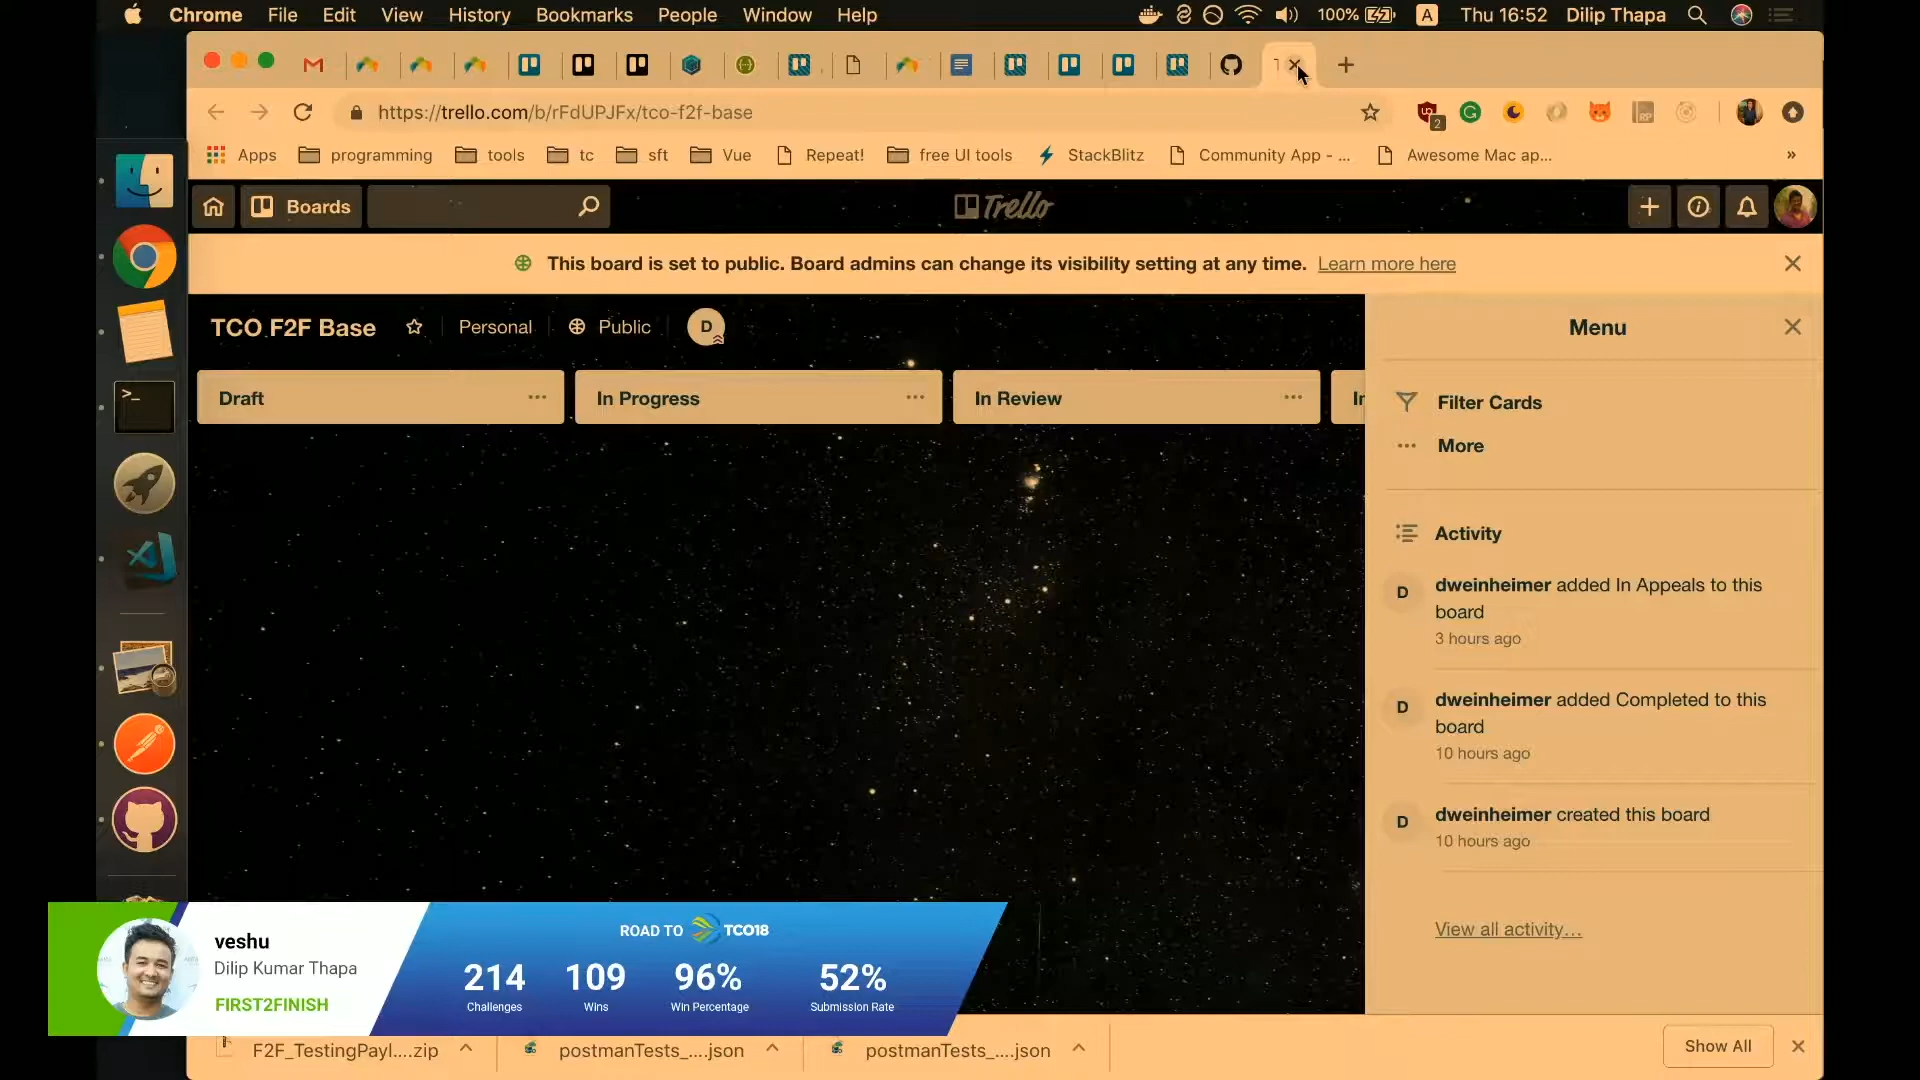 Chrome File Edit View History Bookmarks People Window Help
100% A Thu 16:52 Dilip Thapa
https://trello.com/b/rFdUPJFx/tco-f2f-base
2
Apps programming tools tc sft Vue Repeat! free UI tools StackBlitz Community App - ... Awesome Mac ap... »
Boards
Trello
This board is set to public. Board admins can change its visibility setting at any time. Learn more here
TCO F2F Base Personal Public D
Menu
Draft ... In Progress ... In Review ...
Filter Cards
More
Activity
D dweinheimer added In Appeals to this
board
3 hours ago
D dweinheimer added Completed to this
board
10 hours ago
D dweinheimer created this board
10 hours ago
View all activity...
veshu
Dilip Kumar Thapa
FIRST2FINISH
ROAD TO TCO18
214 109 96% 52%
Challenges Wins Win Percentage Submission Rate
F2F_TestingPayl....zip postmanTests_....json postmanTests_....json
Show All